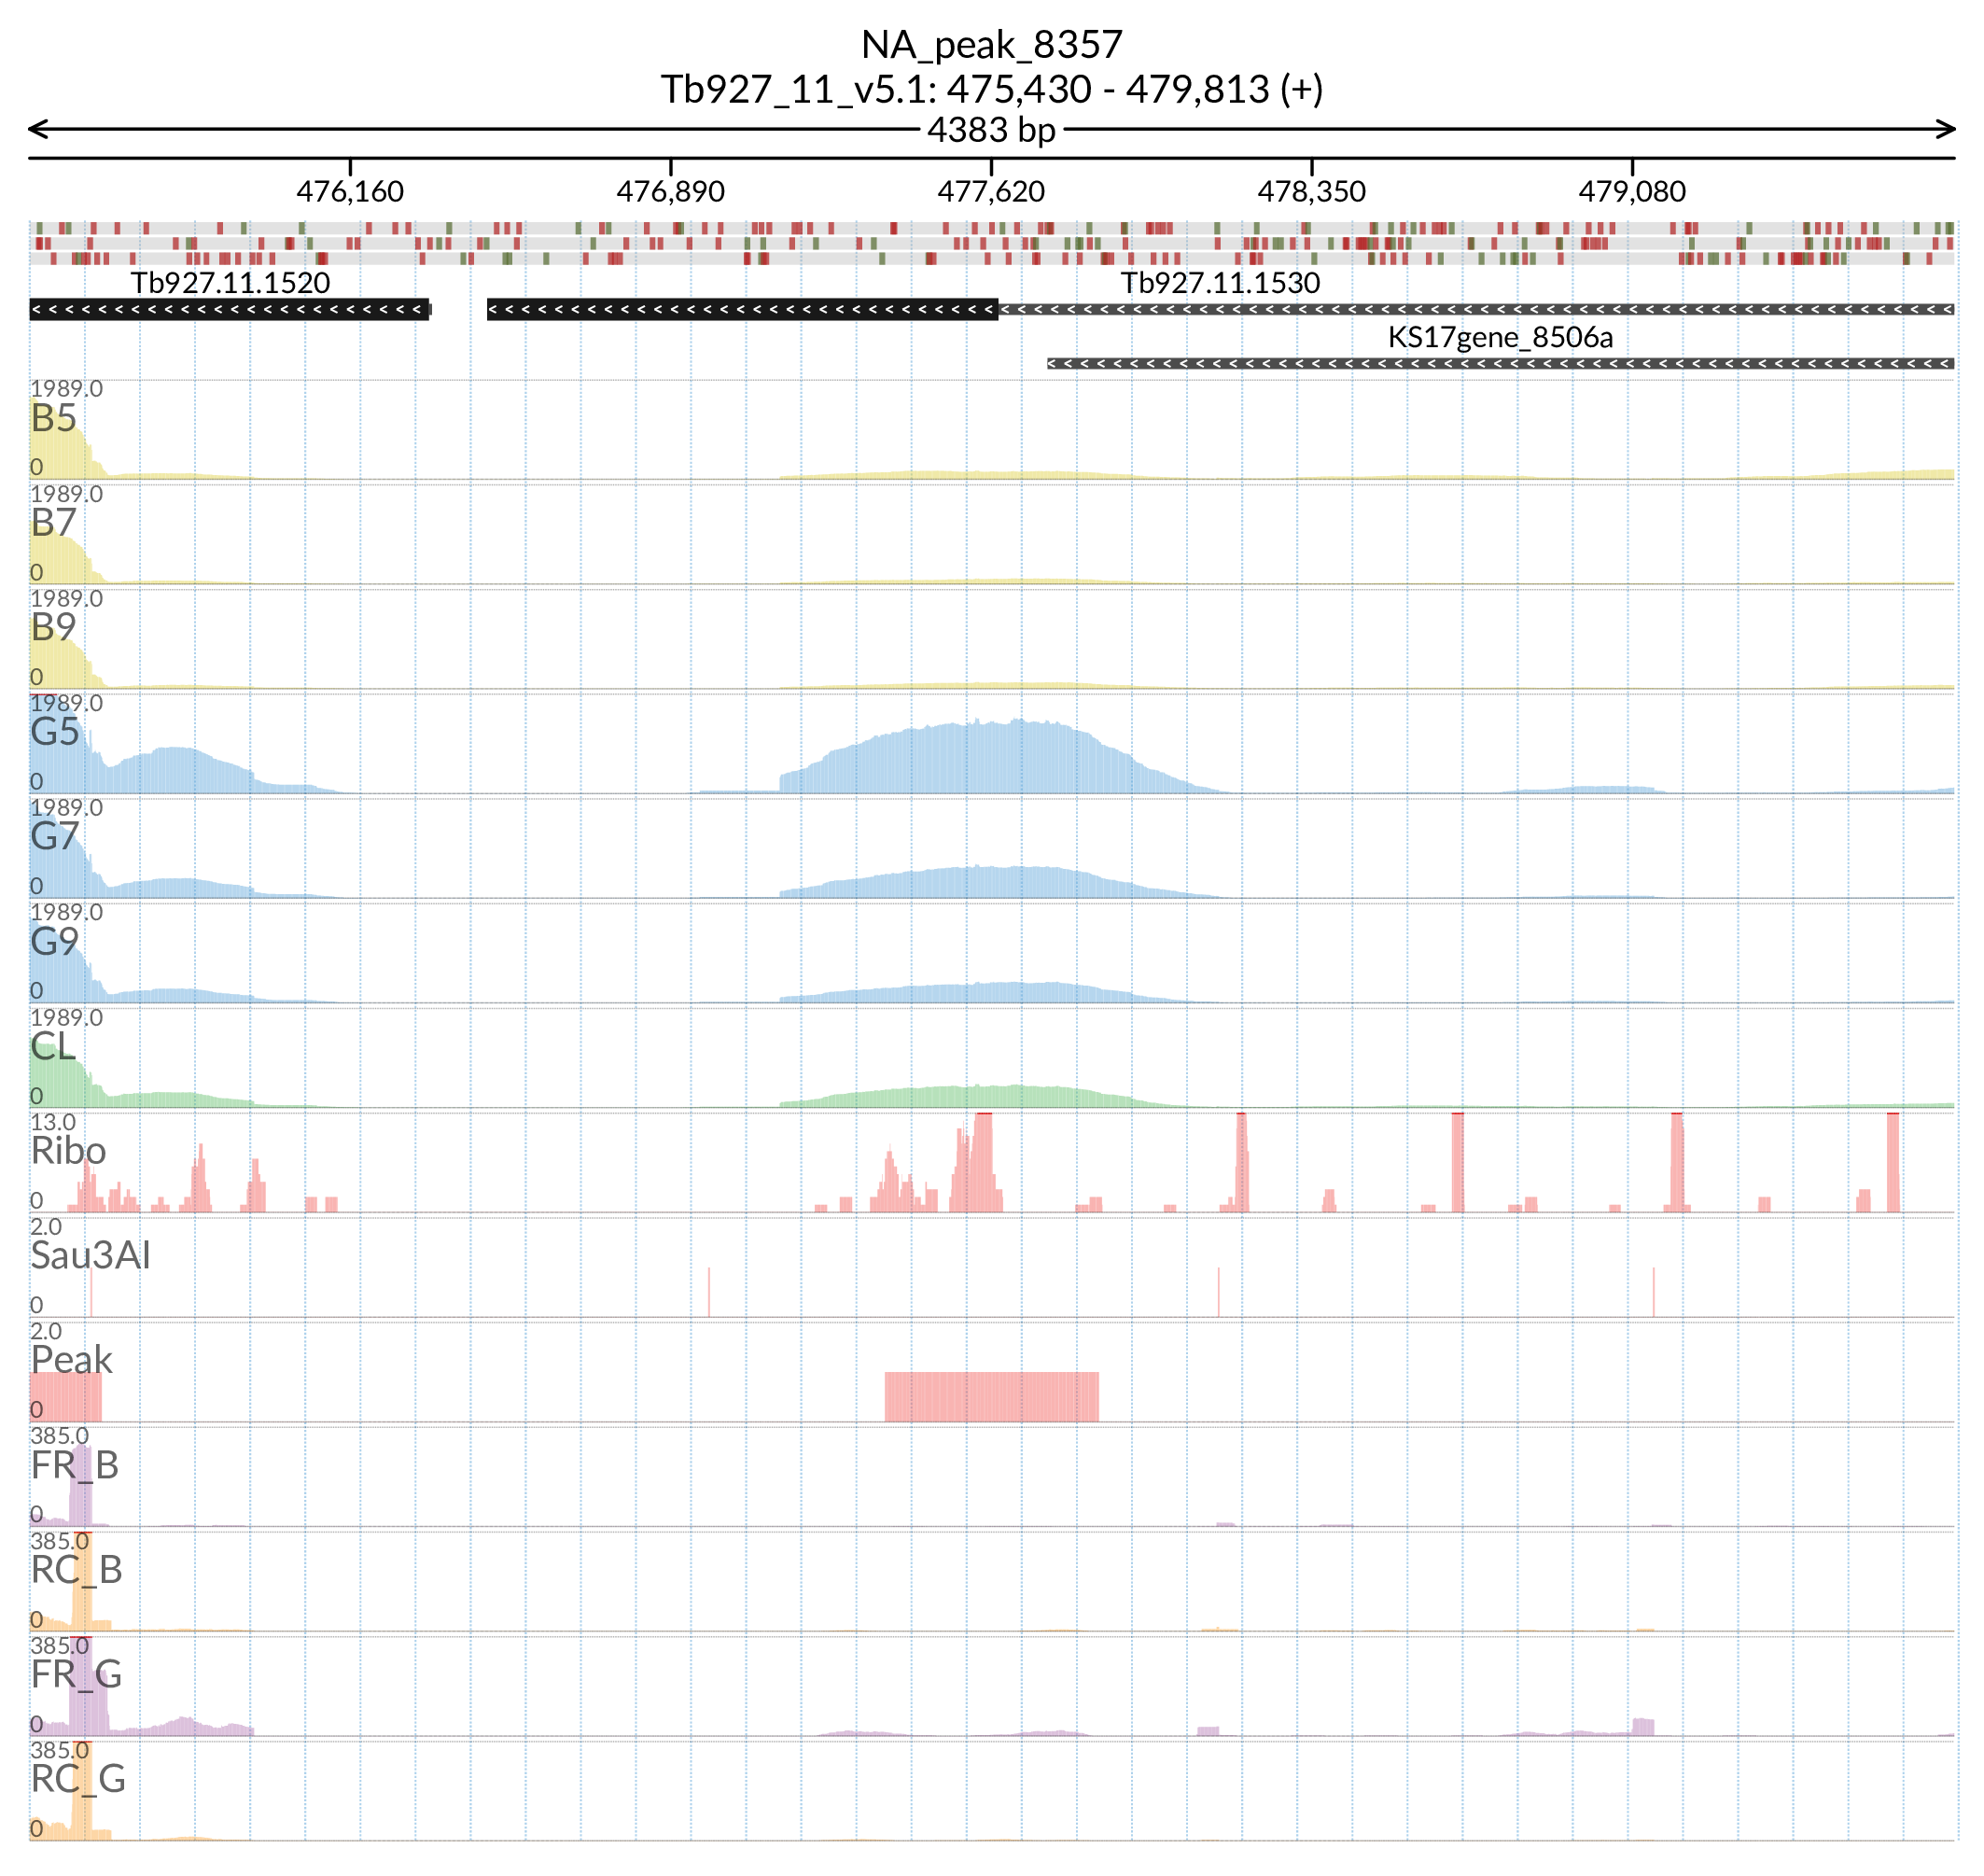 NA_peak_8357
Tb927_11_v5.1: 475,430 - 479,813 (+)
4383 bp
476,160 476,890 477,620 478,350 479,080
Tb927.11.1520 Tb927.11.1530
KS17gene_8506a
1989.0
B5
0
1989.0
B7
0
1989.0
B9
0
1989.0
G5
0
1989.0
G7
0
1989.0
G9
0
1989.0
CL
0
13.0
Ribo
0
2.0
Sau3AI
0
2.0
Peak
0
385.0
FR_B
0
385.0
RC_B
0
385.0
FR_G
0
385.0
RC_G
0